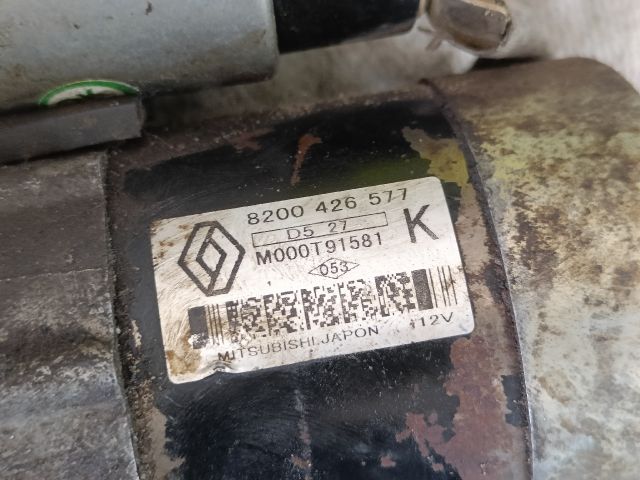 8200 426 577
D5 27
K
M000T91581
053
MITSUBISHI.JAPON 12V